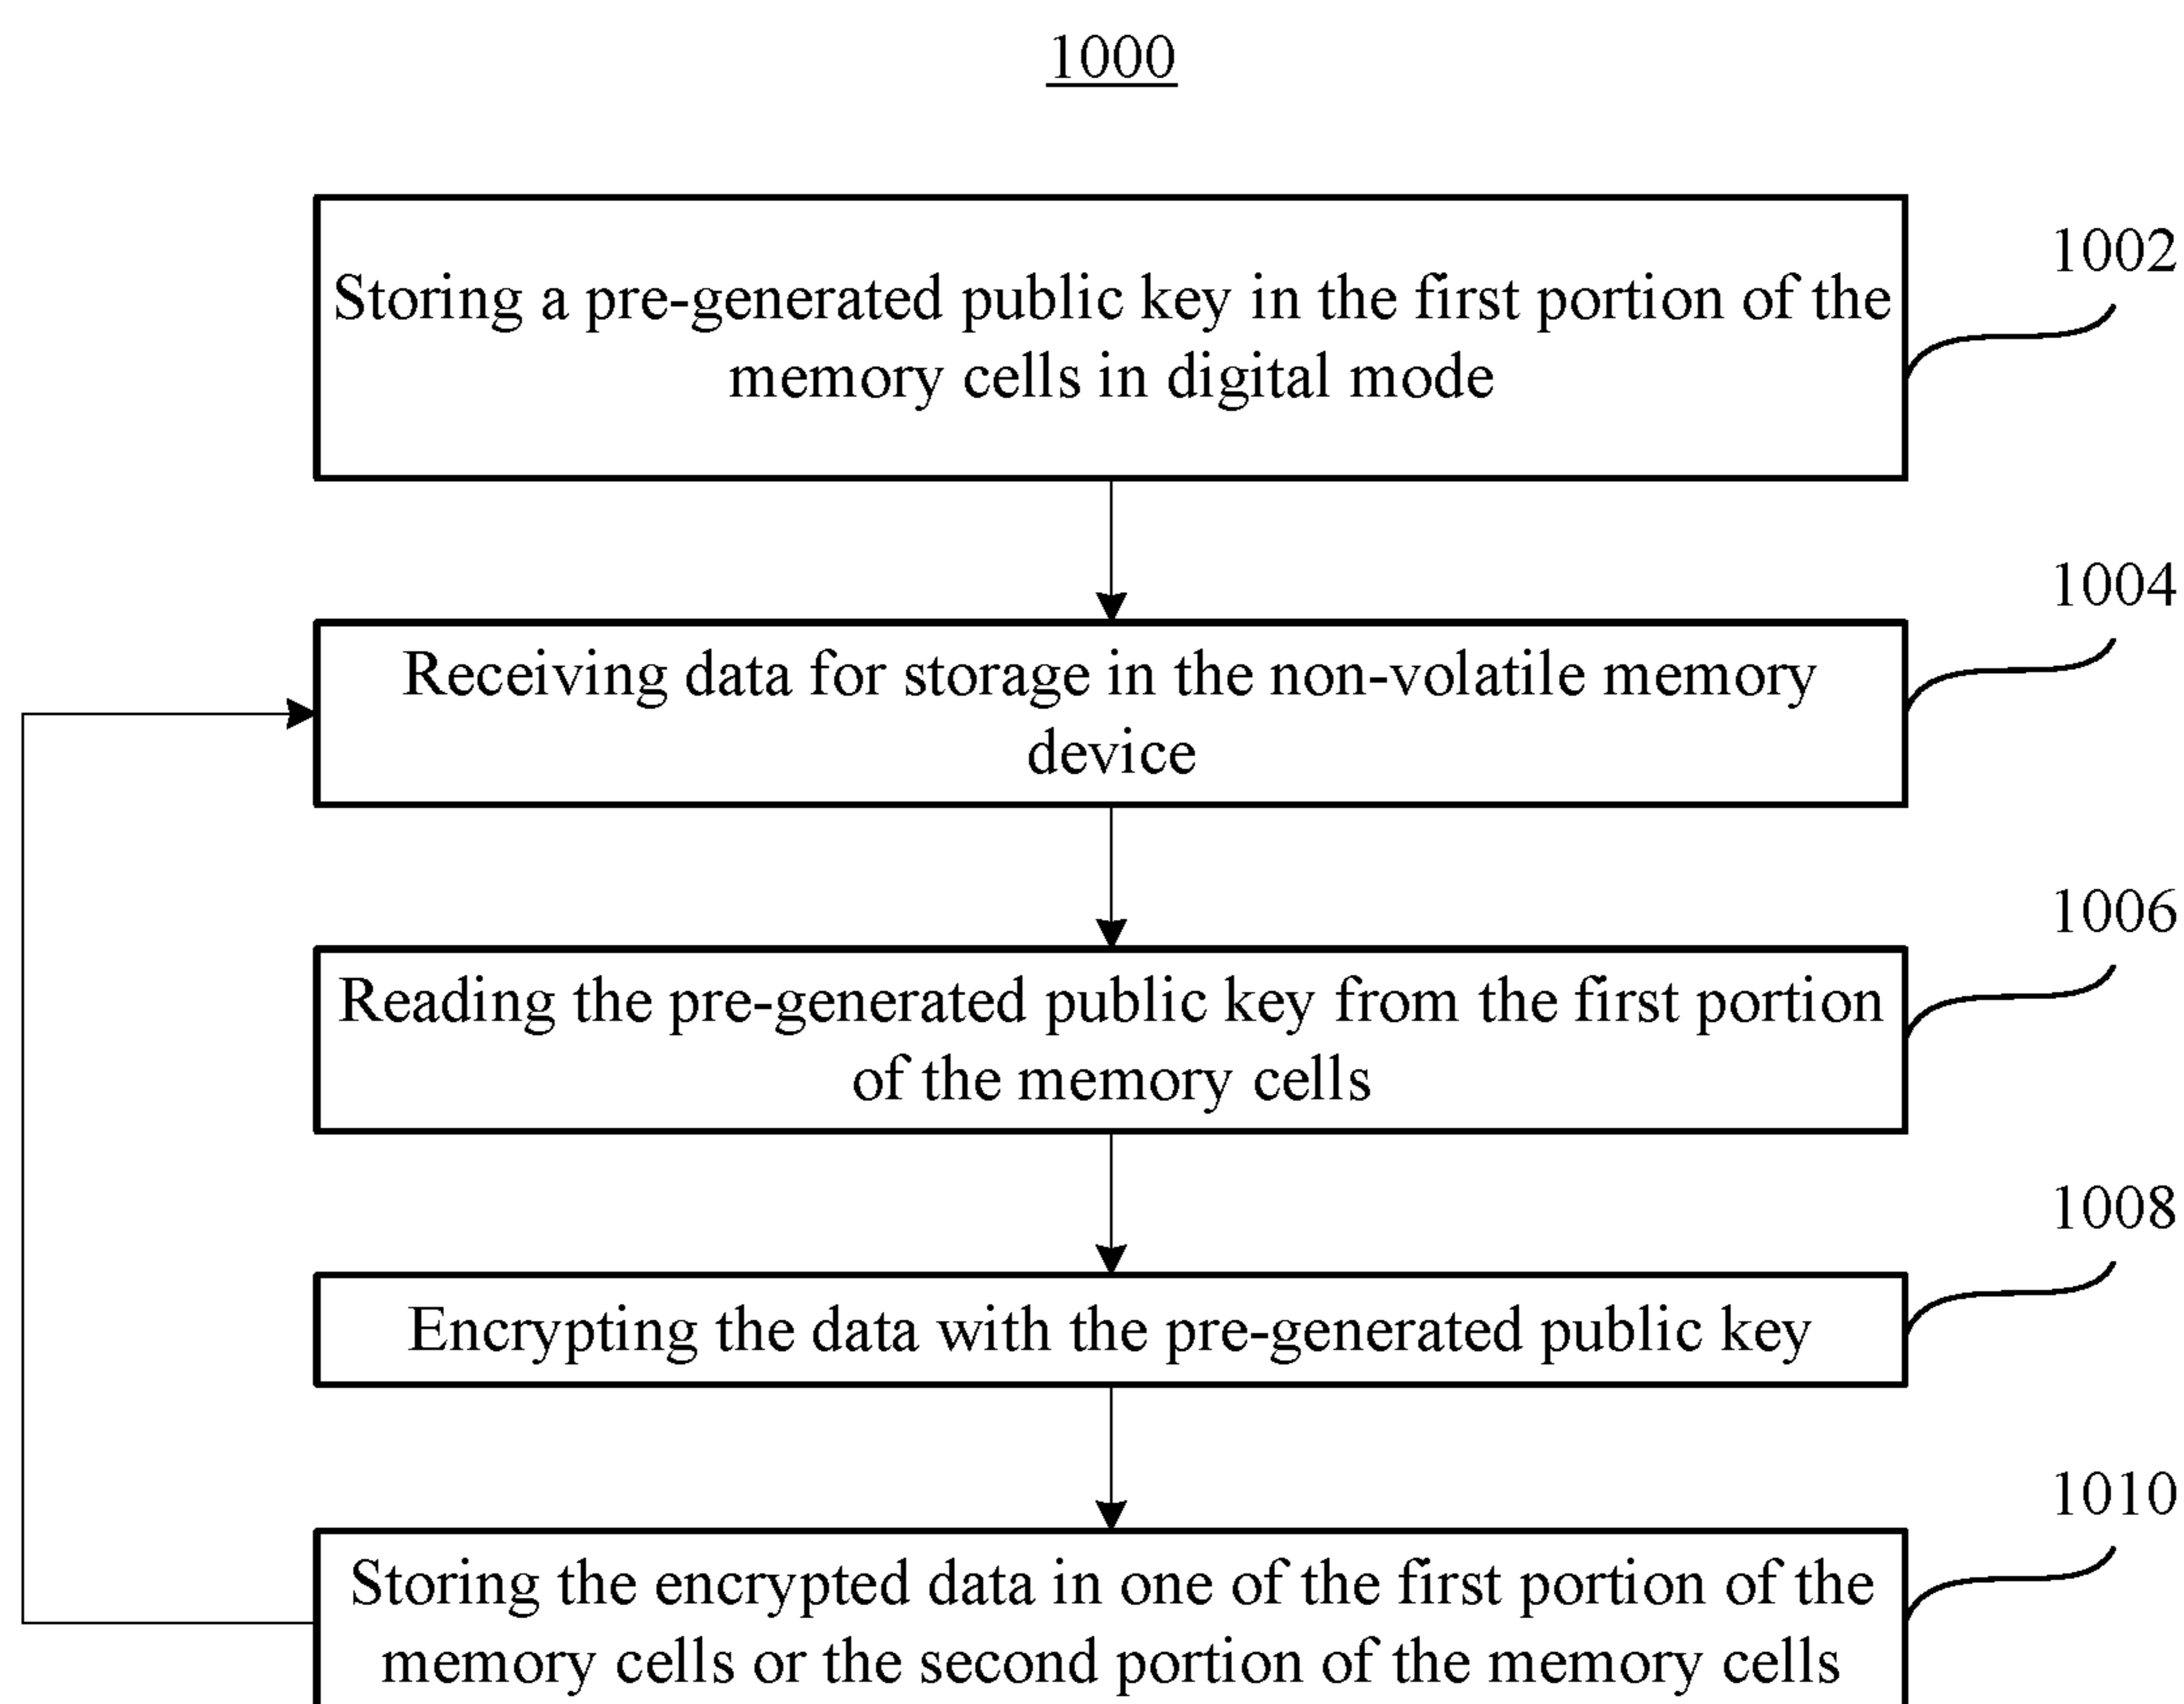 1000
Storing a pre-generated public key in the first portion of the
memory cells in digital mode
1002
Receiving data for storage in the non-volatile memory
device
1004
Reading the pre-generated public key from the first portion
of the memory cells
1006
Encrypting the data with the pre-generated public key
1008
Storing the encrypted data in one of the first portion of the
memory cells or the second portion of the memory cells
1010